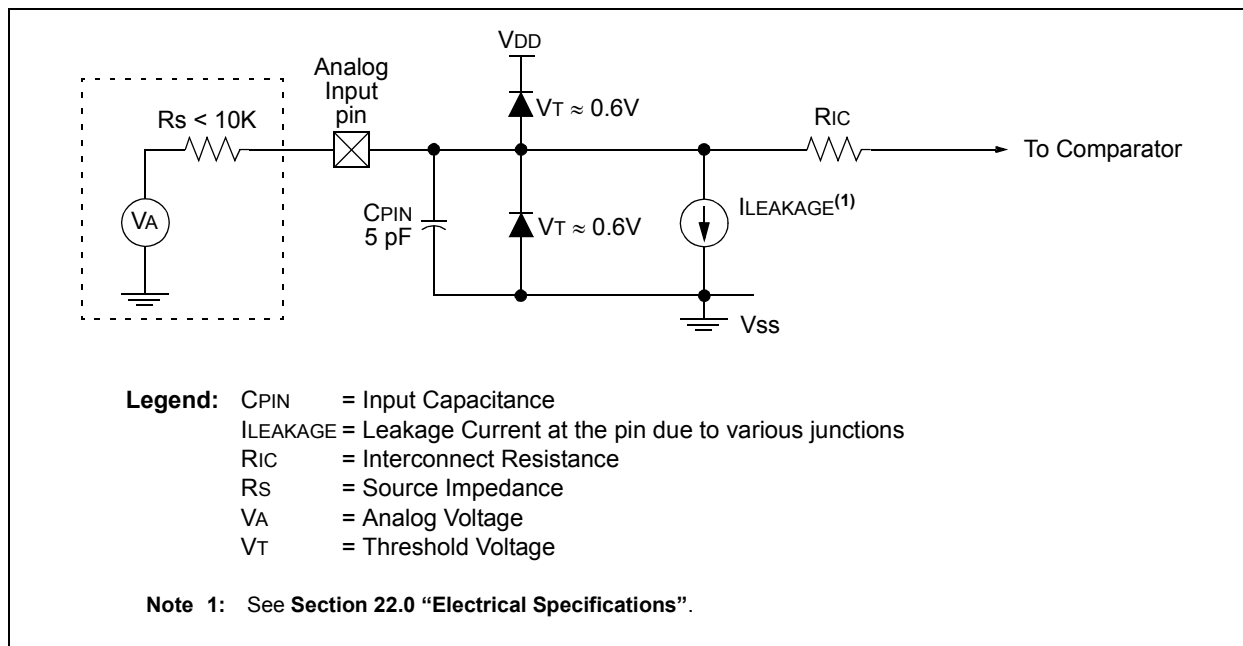 VDD
Analog
Input
pin
VT ≈ 0.6V
Rs < 10K
RIC
To Comparator
VA
CPIN
5 pF
VT ≈ 0.6V
ILEAKAGE(1)
Vss
Legend: CPIN = Input Capacitance
ILEAKAGE = Leakage Current at the pin due to various junctions
RIC = Interconnect Resistance
RS = Source Impedance
VA = Analog Voltage
VT = Threshold Voltage
Note 1: See Section 22.0 “Electrical Specifications”.